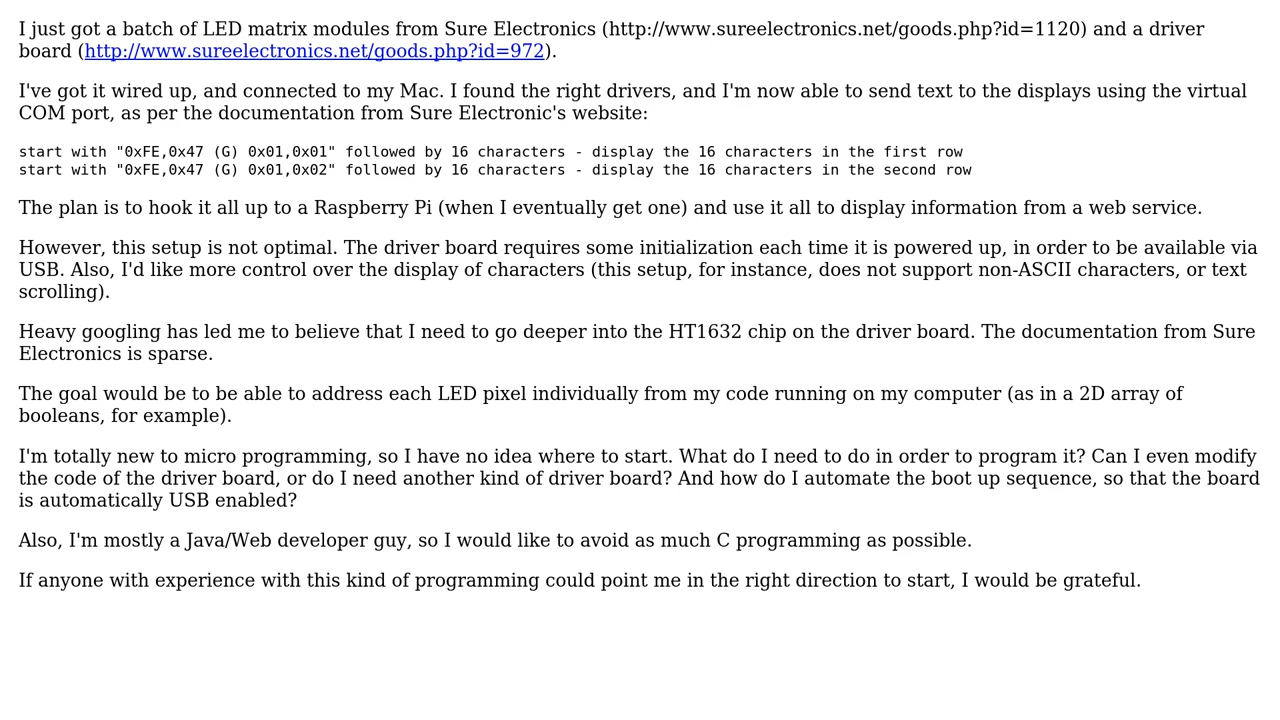 I just got a batch of LED matrix modules from Sure Electronics (http://www.sureelectronics.net/goods.php?id=1120) and a driver
board (http://www.sureelectronics.net/goods.php?id=972).
I've got it wired up, and connected to my Mac. I found the right drivers, and I'm now able to send text to the displays using the virtual
COM port, as per the documentation from Sure Electronic's website:
start with "0xFE,0x47 (G) 0x01,0x01" followed by 16 characters - display the 16 characters in the first row
start with "0xFE,0x47 (G) 0x01,0x02" followed by 16 characters - display the 16 characters in the second row
The plan is to hook it all up to a Raspberry Pi (when I eventually get one) and use it all to display information from a web service.
However, this setup is not optimal. The driver board requires some initialization each time it is powered up, in order to be available via
USB. Also, I'd like more control over the display of characters (this setup, for instance, does not support non-ASCII characters, or text
scrolling).
Heavy googling has led me to believe that I need to go deeper into the HT1632 chip on the driver board. The documentation from Sure
Electronics is sparse.
The goal would be to be able to address each LED pixel individually from my code running on my computer (as in a 2D array of
booleans, for example).
I'm totally new to micro programming, so I have no idea where to start. What do I need to do in order to program it? Can I even modify
the code of the driver board, or do I need another kind of driver board? And how do I automate the boot up sequence, so that the board
is automatically USB enabled?
Also, I'm mostly a Java/Web developer guy, so I would like to avoid as much C programming as possible.
If anyone with experience with this kind of programming could point me in the right direction to start, I would be grateful.